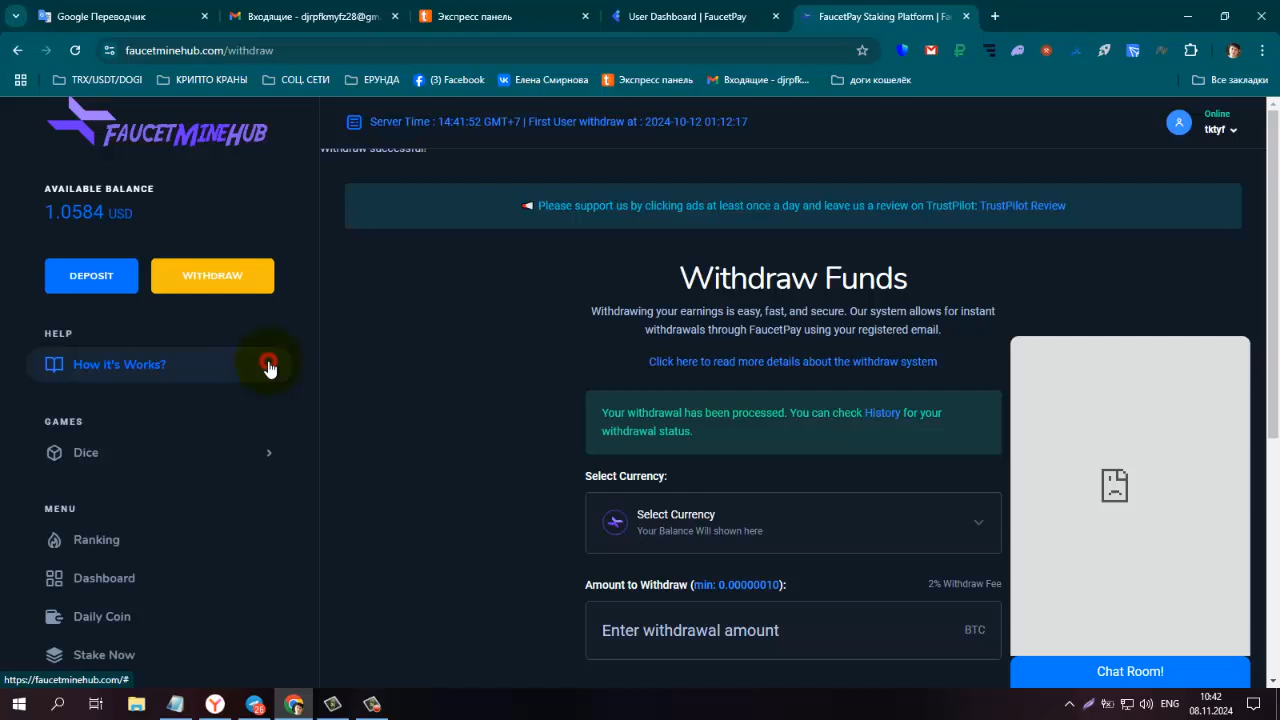 Google Переводчик
Входящие - djrpfkmyfz28@gm
Экспресс панель
User Dashboard | FaucetPay
FaucetPay Staking Platform | Fa
faucetminehub.com/withdraw
TRX/USDT/DOGI
КРИПТО КРАНЫ
СОЦ. СЕТИ
ЕРУНДА
(3) Facebook
Елена Смирнова
Экспресс панель
Входящие - djrpfk...
доги кошелёк
Все закладки
FAUCETMINEHUB
Server Time : 14:41:52 GMT+7 | First User withdraw at : 2024-10-12 01:12:17
Online
tktyf
Withdraw successful!
AVAILABLE BALANCE
1.0584 USD
Please support us by clicking ads at least once a day and leave us a review on TrustPilot: TrustPilot Review
DEPOSIT
WITHDRAW
Withdraw Funds
Withdrawing your earnings is easy, fast, and secure. Our system allows for instant
withdrawals through FaucetPay using your registered email.
Click here to read more details about the withdraw system
HELP
How it's Works?
Your withdrawal has been processed. You can check History for your
withdrawal status.
GAMES
Dice
Select Currency:
Select Currency
Your Balance Will shown here
MENU
Ranking
Dashboard
Daily Coin
Stake Now
Amount to Withdraw (min: 0.00000010):
2% Withdraw Fee
Enter withdrawal amount
BTC
Chat Room!
https://faucetminehub.com/#
26
ENG
10:42
08.11.2024